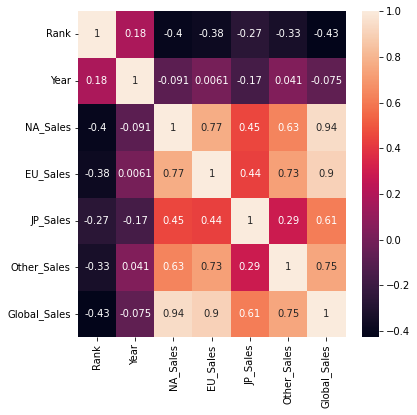 Rank 1 0.18 -0.4 -0.38 -0.27 -0.33 -0.43
Year 0.18 1 -0.091 0.0061 -0.17 0.041 -0.075
NA_Sales -0.4 -0.091 1 0.77 0.45 0.63 0.94
EU_Sales -0.38 0.0061 0.77 1 0.44 0.73 0.9
JP_Sales -0.27 -0.17 0.45 0.44 1 0.29 0.61
Other_Sales -0.33 0.041 0.63 0.73 0.29 1 0.75
Global_Sales -0.43 -0.075 0.94 0.9 0.61 0.75 1
Rank Year NA_Sales EU_Sales JP_Sales Other_Sales Global_Sales
1.0
0.8
0.6
0.4
0.2
0.0
-0.2
-0.4